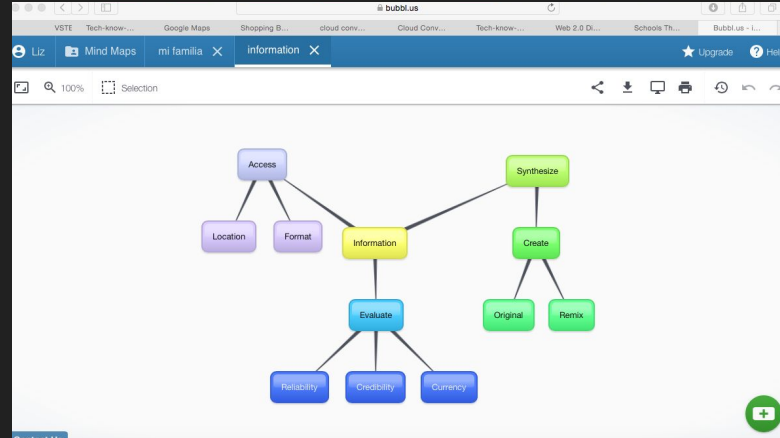 bubbl.us
VSTE Tech-know-... Google Maps Shopping B... cloud conv... Cloud Conv... Tech-know-... Web 2.0 Di... Schools Th... Bubbl.us - i...
Liz Mind Maps mi familia information Upgrade Hel
100% Selection
Access
Synthesize
Location Format Information Create
Evaluate Original Remix
Reliability Credibility Currency